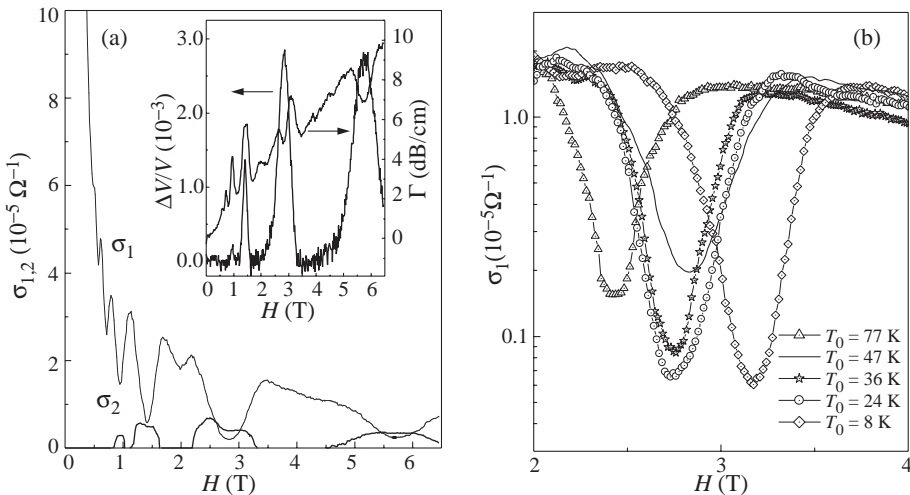 (a)
10
8
6
4
2
0
σ₁,₂ (10⁻⁵ Ω⁻¹)
σ₁
σ₂
0 1 2 3 4 5 6
H (T)
3.0
2.0
1.0
0.0
ΔV/V (10⁻³)
10
8
6
4
2
0
Γ (dB/cm)
0 1 2 3 4 5 6
H (T)
(b)
1.0
0.1
σ₁(10⁻⁵Ω⁻¹)
T₀ = 77 K
T₀ = 47 K
T₀ = 36 K
T₀ = 24 K
T₀ = 8 K
2 3 4
H (T)